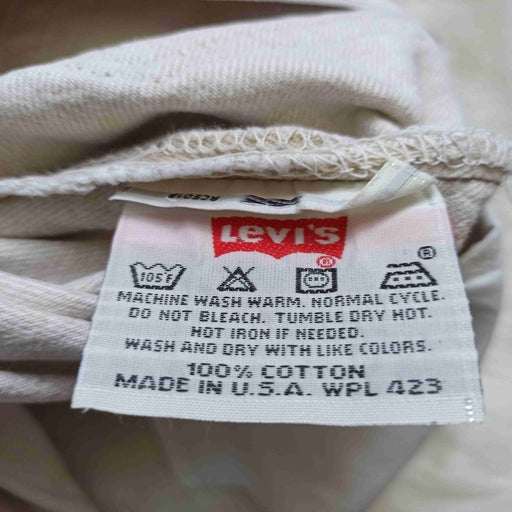 Levi's
®
105F
®
MACHINE WASH WARM. NORMAL CYCLE.
DO NOT BLEACH. TUMBLE DRY HOT.
HOT IRON IF NEEDED.
WASH AND DRY WITH LIKE COLORS.
100% COTTON
MADE IN U.S.A. WPL 423